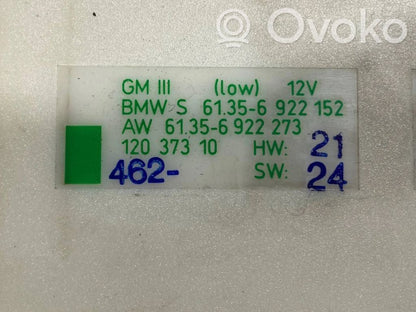 Ovoko
GM III (low) 12V
BMW S 61.35-6 922 152
AW 61.35-6 922 273
120 373 10 HW: 21
462- SW: 24
ovoko